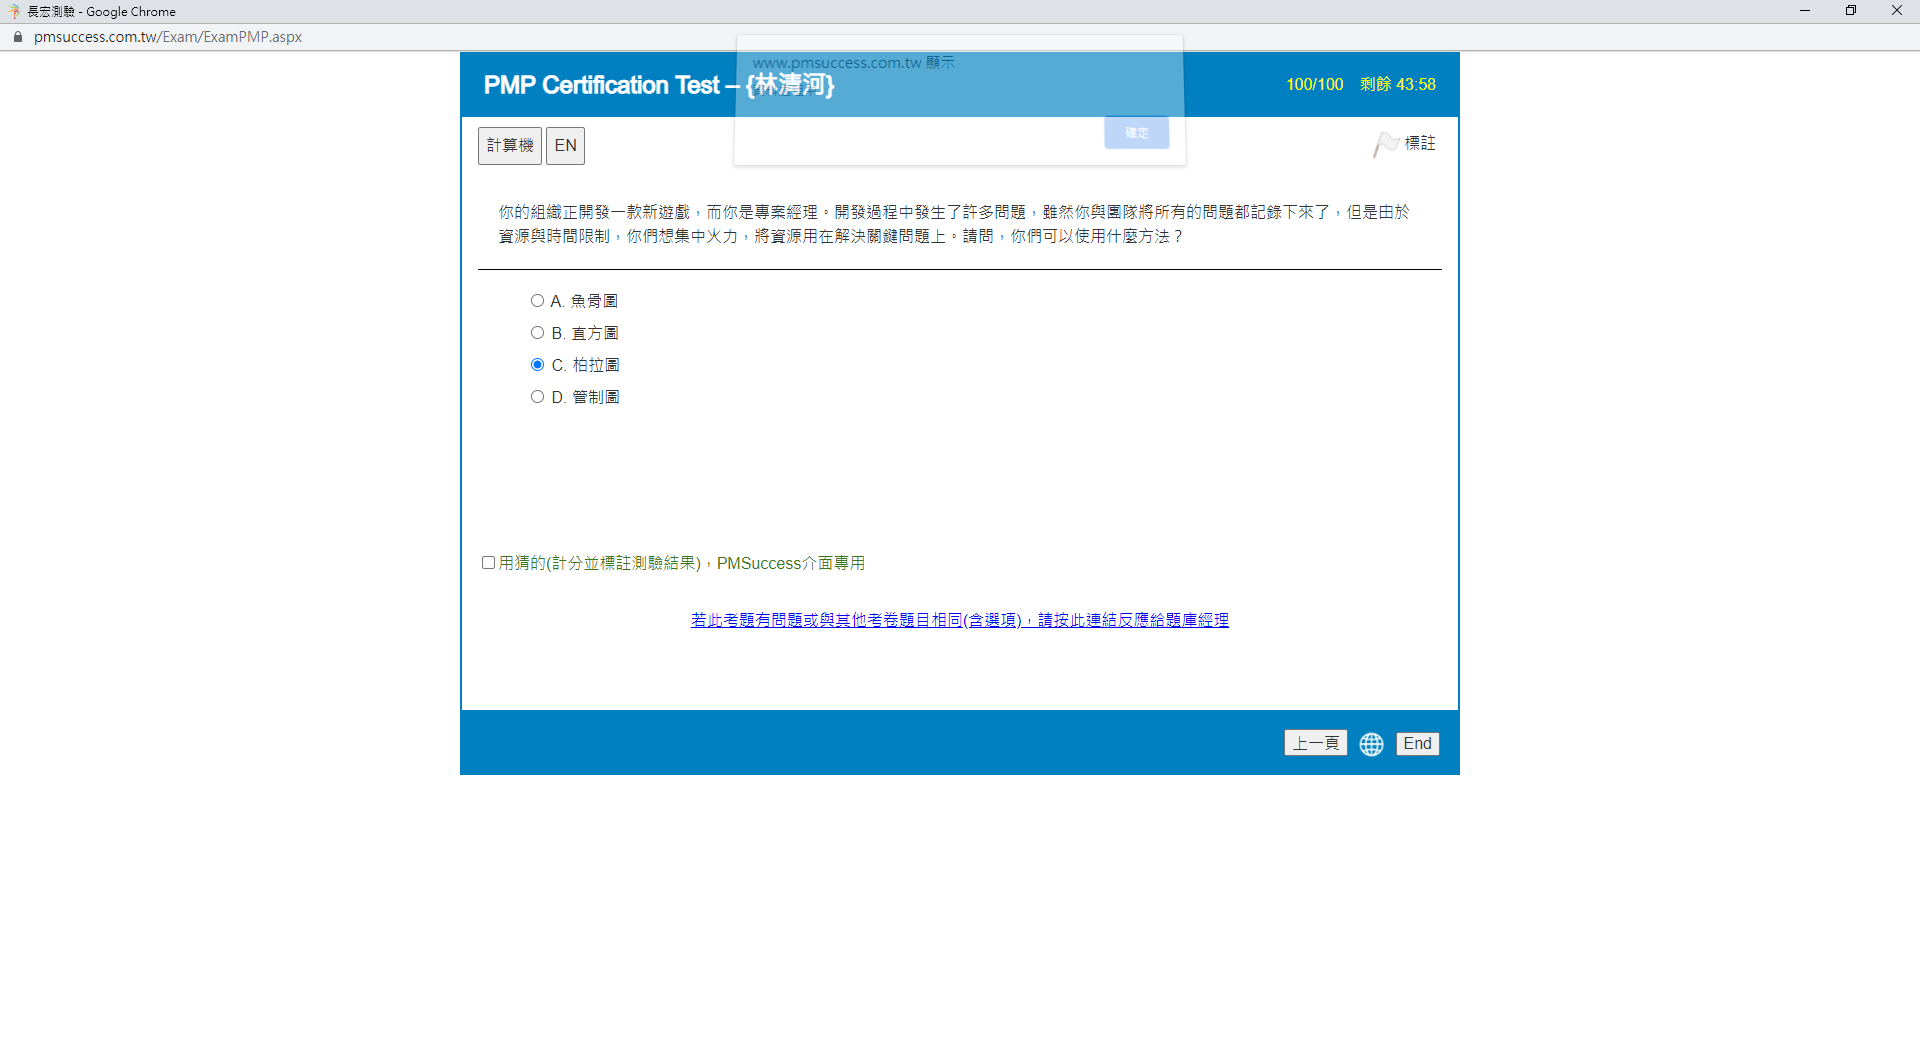 長宏測驗 - Google Chrome
pmsuccess.com.tw/Exam/ExamPMP.aspx
www.pmsuccess.com.tw 顯示
PMP Certification Test – {林濤河}
100/100 剩餘 43:58
確定
計算機 EN
標註
你的組織正開發一款新遊戲，而你是專案經理。開發過程中發生了許多問題，雖然你與團隊將所有的問題都記錄下來了，但是由於
資源與時間限制，你們想集中火力，將資源用在解決關鍵問題上。請問，你們可以使用什麼方法？
A. 魚骨圖
B. 直方圖
C. 柏拉圖
D. 管制圖
用猜的(計分並標註測驗結果)，PMSuccess介面專用
若此考題有問題或與其他考卷題目相同(含選項)，請按此連結反應給題庫經理
上一頁 End